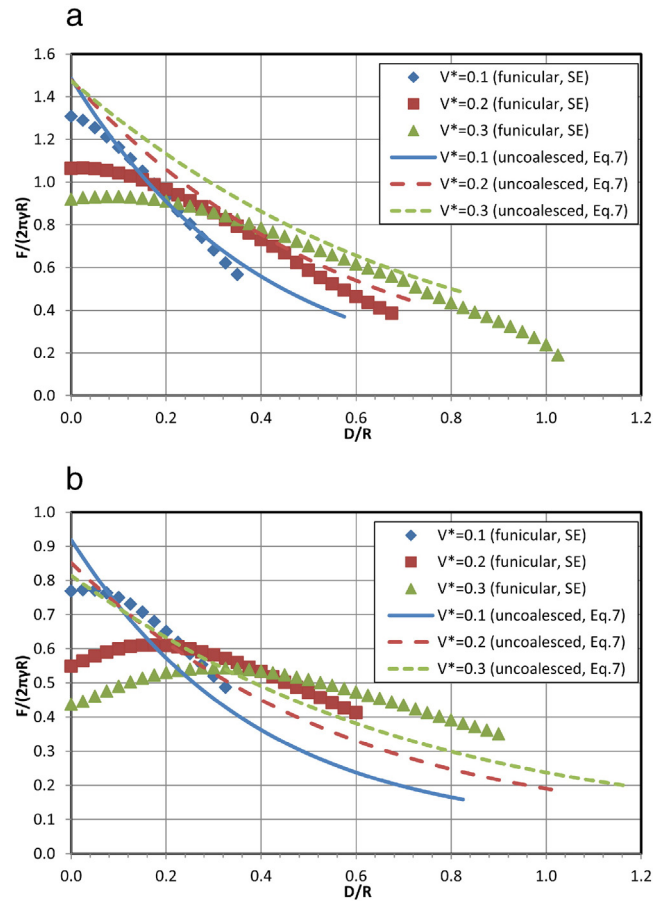 a
1.6
1.4
1.2
1.0
0.8
0.6
0.4
0.2
0.0
F/(2πγR)
V*=0.1 (funicular, SE)
V*=0.2 (funicular, SE)
V*=0.3 (funicular, SE)
V*=0.1 (uncoalesced, Eq.7)
V*=0.2 (uncoalesced, Eq.7)
V*=0.3 (uncoalesced, Eq.7)
0.0 0.2 0.4 0.6 0.8 1.0 1.2
D/R
b
1.0
0.9
0.8
0.7
0.6
0.5
0.4
0.3
0.2
0.1
0.0
F/(2πγR)
V*=0.1 (funicular, SE)
V*=0.2 (funicular, SE)
V*=0.3 (funicular, SE)
V*=0.1 (uncoalesced, Eq.7)
V*=0.2 (uncoalesced, Eq.7)
V*=0.3 (uncoalesced, Eq.7)
0.0 0.2 0.4 0.6 0.8 1.0 1.2
D/R